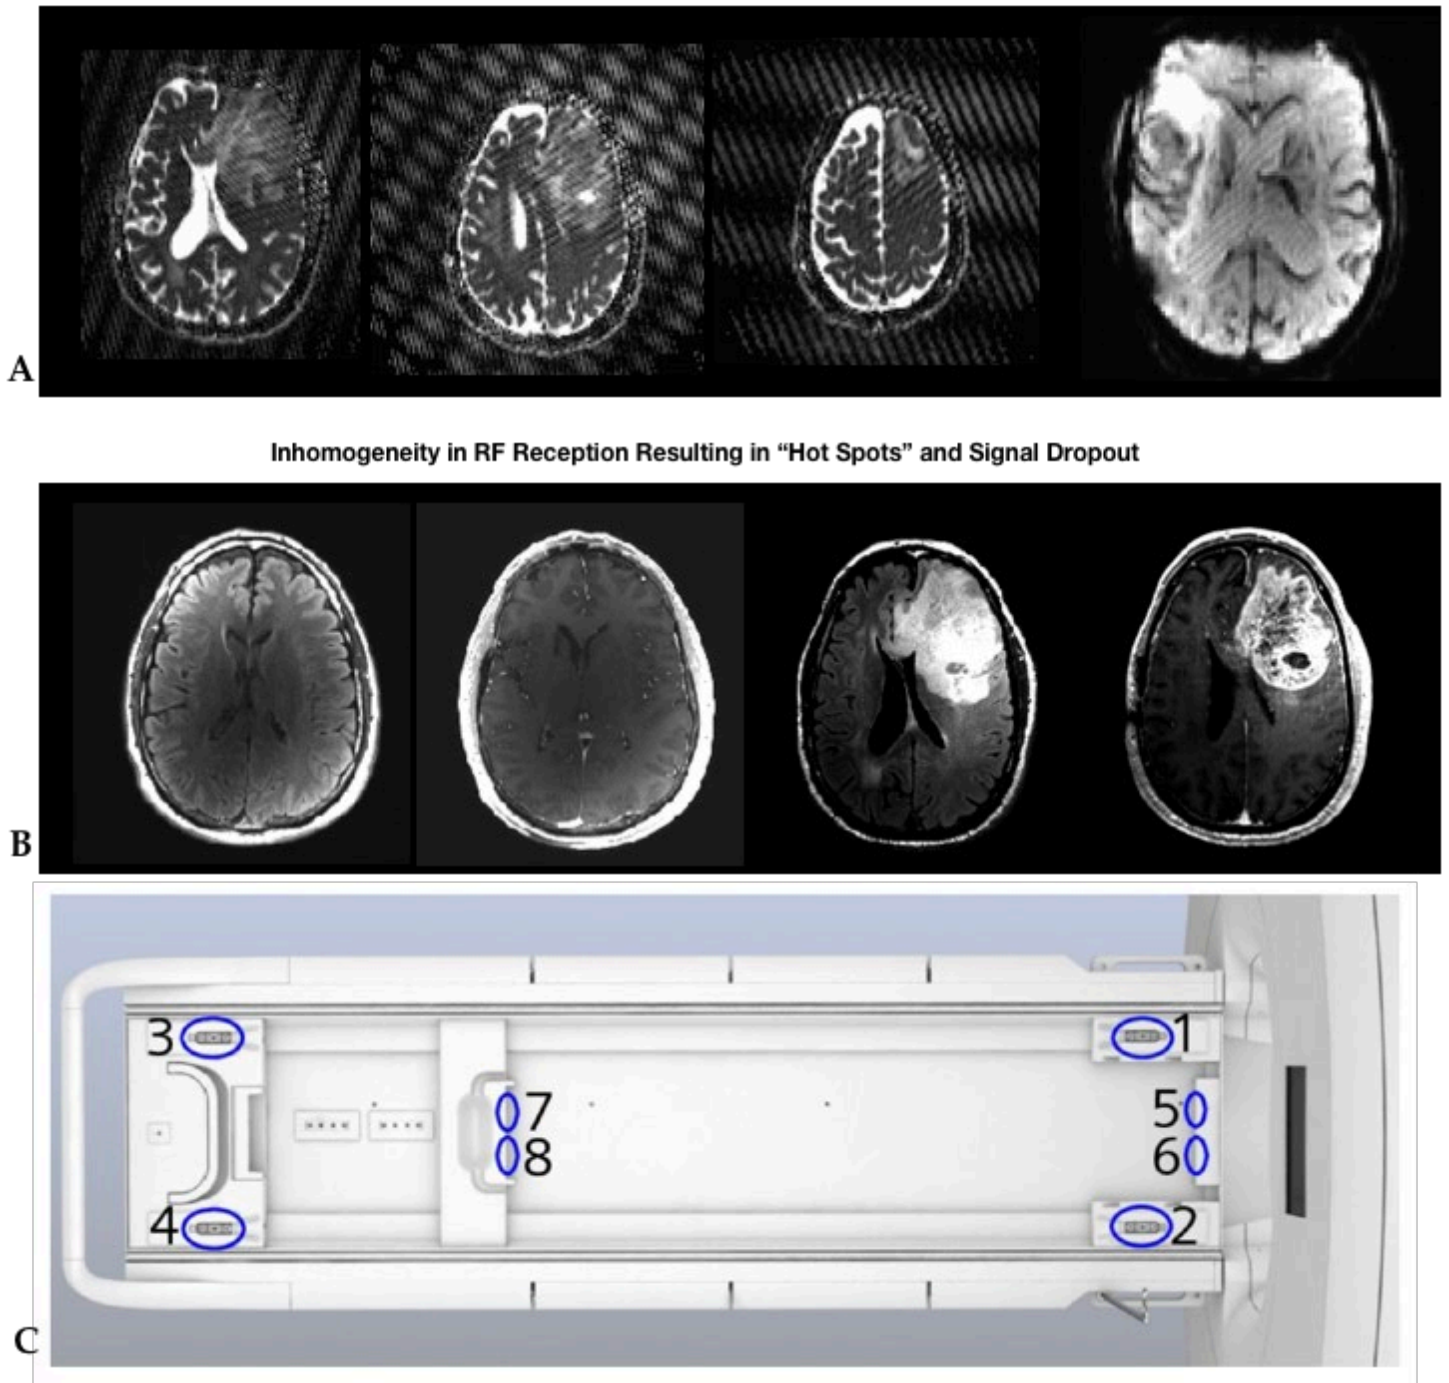 A
Inhomogeneity in RF Reception Resulting in “Hot Spots” and Signal Dropout
B
3
1
7
5
8
6
4
2
C